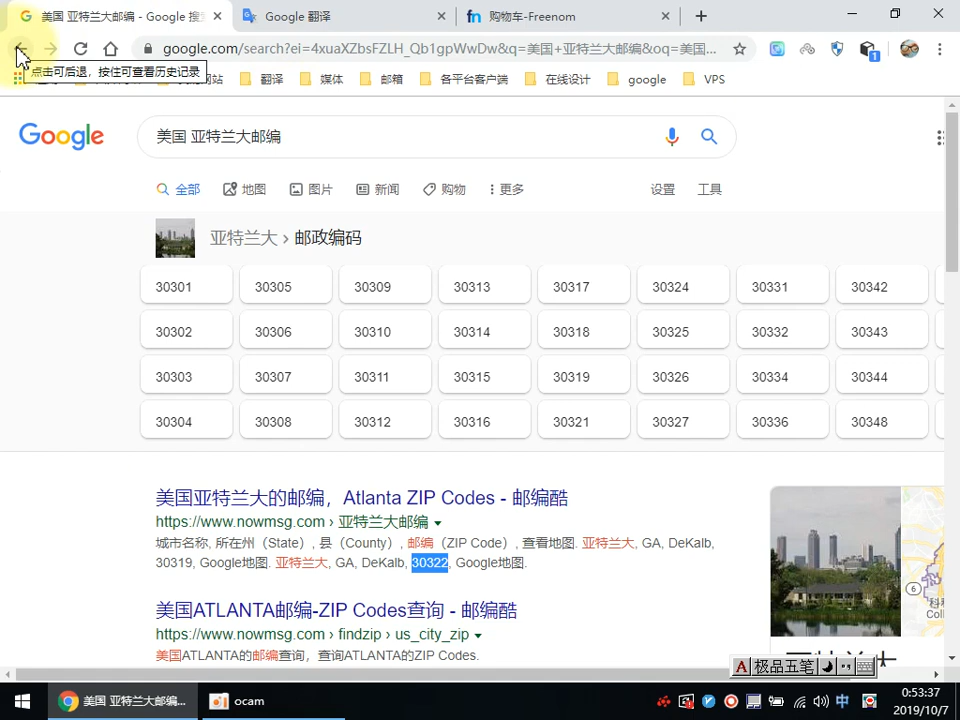 美国 亚特兰大邮编 - Google 搜
Google 翻译
购物车-Freenom
google.com/search?ei=4xuaXZbsFZLH_Qb1gpWwDw&q=美国+亚特兰大邮编&oq=美国...
点击可后退，按住可查看历史记录
网站
翻译
媒体
邮箱
各平台客户端
在线设计
google
VPS
1
Google
美国 亚特兰大邮编
全部
地图
图片
新闻
购物
更多
设置
工具
亚特兰大 › 邮政编码
30301 30305 30309 30313 30317 30324 30331 30342
30302 30306 30310 30314 30318 30325 30332 30343
30303 30307 30311 30315 30319 30326 30334 30344
30304 30308 30312 30316 30321 30327 30336 30348
美国亚特兰大的邮编，Atlanta ZIP Codes - 邮编酷
https://www.nowmsg.com › 亚特兰大邮编
城市名称, 所在州（State）, 县（County）, 邮编（ZIP Code）, 查看地图. 亚特兰大, GA, DeKalb,
30319, Google地图. 亚特兰大, GA, DeKalb, 30322, Google地图.
美国ATLANTA邮编-ZIP Codes查询 - 邮编酷
https://www.nowmsg.com › findzip › us_city_zip
美国ATLANTA的邮编查询，查询ATLANTA的ZIP Codes.
6
Col
A 极品五笔
美国 亚特兰大邮编...
ocam
中
0:53:37
2019/10/7